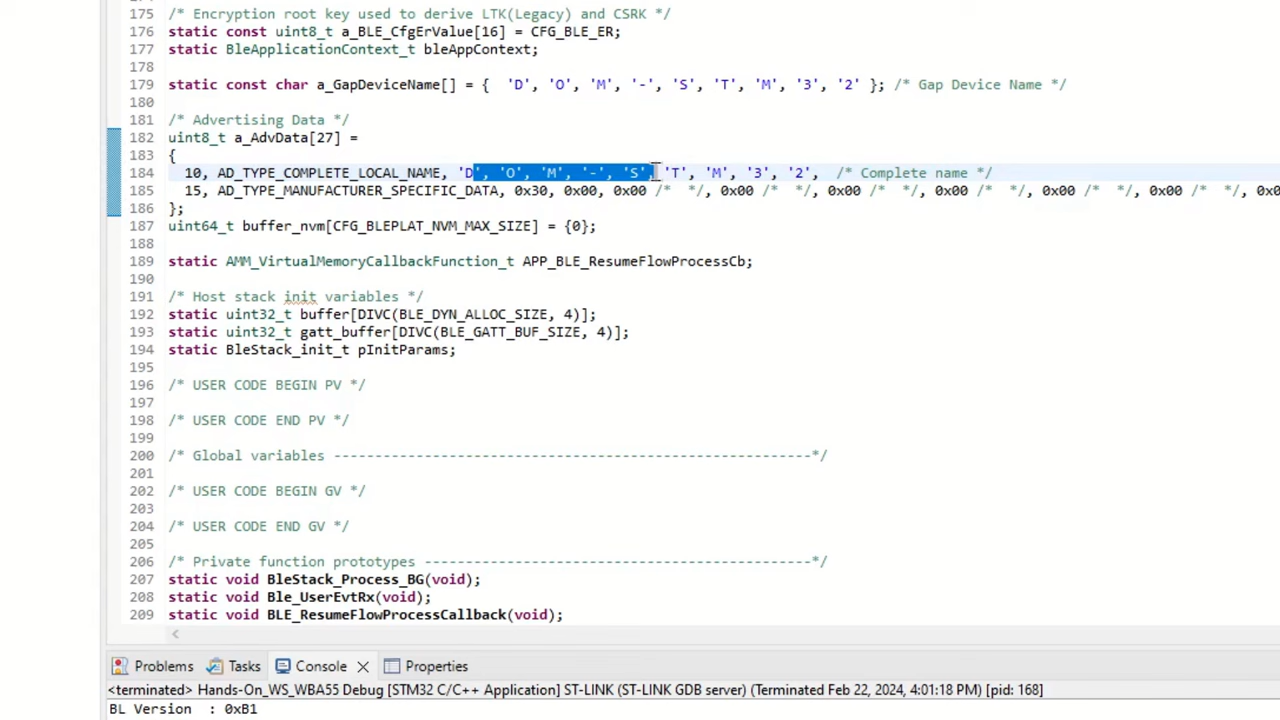 175 /* Encryption root key used to derive LTK(Legacy) and CSRK */
176 static const uint8_t a_BLE_CfgErValue[16] = CFG_BLE_ER;
177 static BleApplicationContext_t bleAppContext;
178
179 static const char a_GapDeviceName[] = {  'D', 'O', 'M', '-', 'S', 'T', 'M', '3', '2' }; /* Gap Device Name */
180
181 /* Advertising Data */
182 uint8_t a_AdvData[27] =
183 {
184   10, AD_TYPE_COMPLETE_LOCAL_NAME, 'D', 'O', 'M', '-', 'S', 'T', 'M', '3', '2',  /* Complete name */
185   15, AD_TYPE_MANUFACTURER_SPECIFIC_DATA, 0x30, 0x00, 0x00 /*  */, 0x00 /*  */, 0x00 /*  */, 0x00 /*  */, 0x00 /*  */, 0x00 /*  */, 0x0
186 };
187 uint64_t buffer_nvm[CFG_BLEPLAT_NVM_MAX_SIZE] = {0};
188
189 static AMM_VirtualMemoryCallbackFunction_t APP_BLE_ResumeFlowProcessCb;
190
191 /* Host stack init variables */
192 static uint32_t buffer[DIVC(BLE_DYN_ALLOC_SIZE, 4)];
193 static uint32_t gatt_buffer[DIVC(BLE_GATT_BUF_SIZE, 4)];
194 static BleStack_init_t pInitParams;
195
196 /* USER CODE BEGIN PV */
197
198 /* USER CODE END PV */
199
200 /* Global variables ----------------------------------------------------------*/
201
202 /* USER CODE BEGIN GV */
203
204 /* USER CODE END GV */
205
206 /* Private function prototypes -----------------------------------------------*/
207 static void BleStack_Process_BG(void);
208 static void Ble_UserEvtRx(void);
209 static void BLE_ResumeFlowProcessCallback(void);
Problems Tasks Console Properties
<terminated> Hands-On_WS_WBA55 Debug [STM32 C/C++ Application] ST-LINK (ST-LINK GDB server) (Terminated Feb 22, 2024, 4:01:18 PM) [pid: 168]
BL Version  : 0xB1